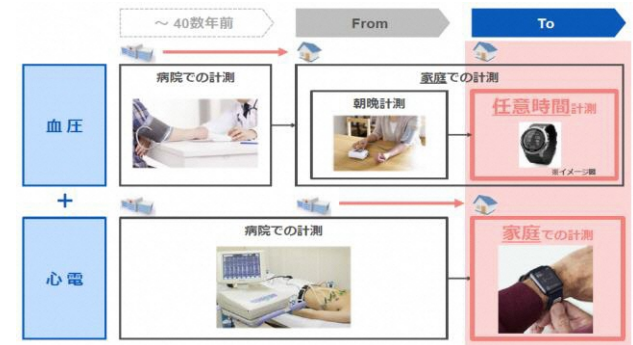 ～ 40数年前
From
To
血圧
病院での計測
家庭での計測
朝晩計測
任意時間計測
※イメージ図
+
心電
病院での計測
家庭での計測